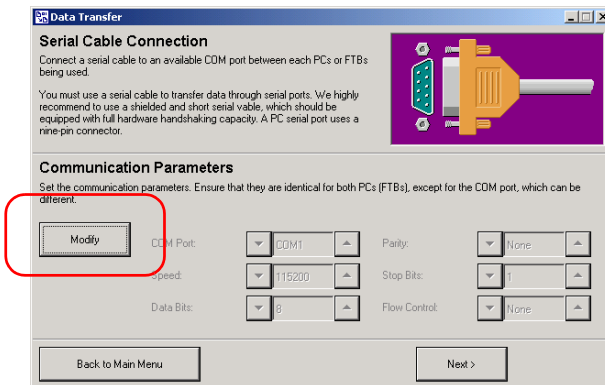 Data Transfer
Serial Cable Connection
Connect a serial cable to an available COM port between each PCs or FTBs
being used.
You must use a serial cable to transfer data through serial ports. We highly
recommend to use a shielded and short serial vable, which should be
equipped with full hardware handshaking capacity. A PC serial port uses a
nine-pin connector.
Communication Parameters
Set the communication parameters. Ensure that they are identical for both PCs (FTBs), except for the COM port, which can be
different.
Modify
COM Port: COM1 Parity: None
Speed: 115200 Stop Bits: 1
Data Bits: 8 Flow Control: None
Back to Main Menu Next >